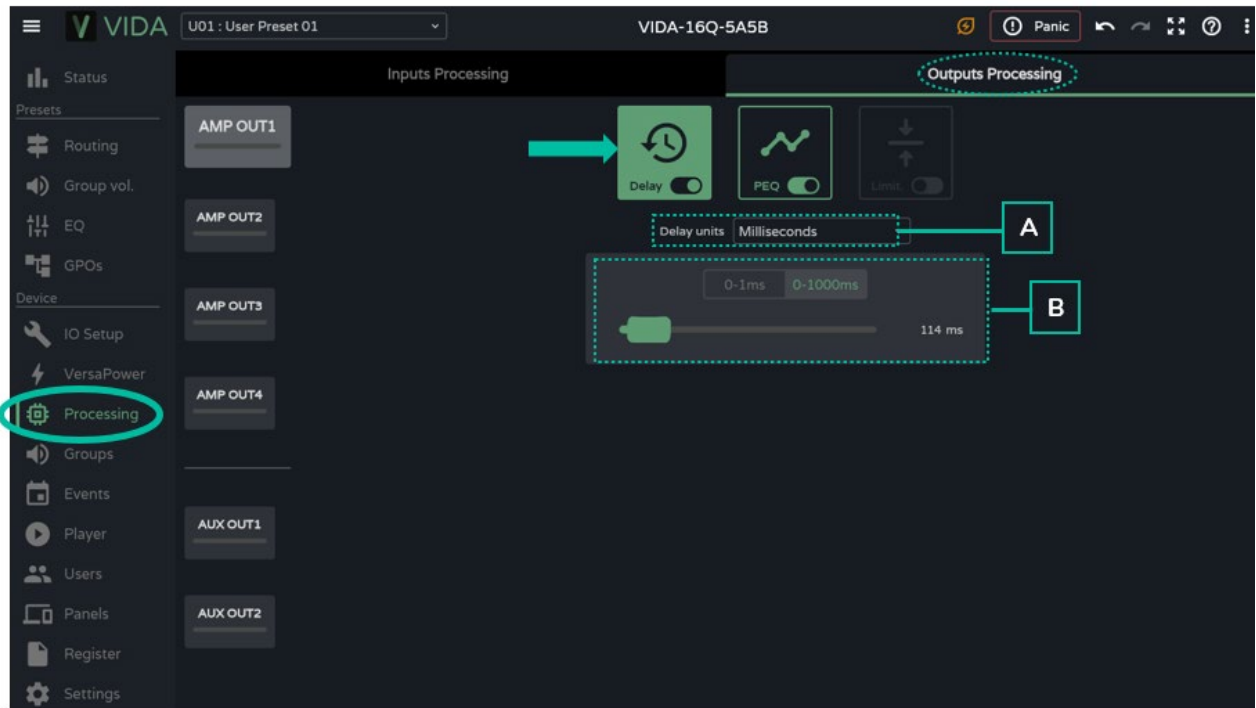 VIDA
U01 : User Preset 01
VIDA-16Q-5A5B
Panic
Status
Presets
Routing
Group vol.
EQ
GPOs
Device
IO Setup
VersaPower
Processing
Groups
Events
Player
Users
Panels
Register
Settings
Inputs Processing
Outputs Processing
AMP OUT1
AMP OUT2
AMP OUT3
AMP OUT4
AUX OUT1
AUX OUT2
Delay
PEQ
Limit.
Delay units Milliseconds
A
0-1ms 0-1000ms
114 ms
B